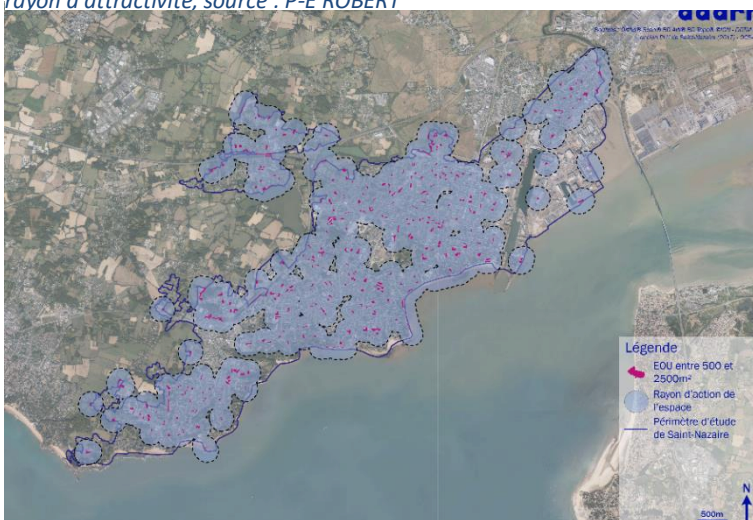 rayon d'attractivité, source : P-E ROBERT
Légende
EOU entre 500 et
2500m²
Rayon d'action de
l'espace
Périmètre d'étude
de Saint-Nazaire
N
500m